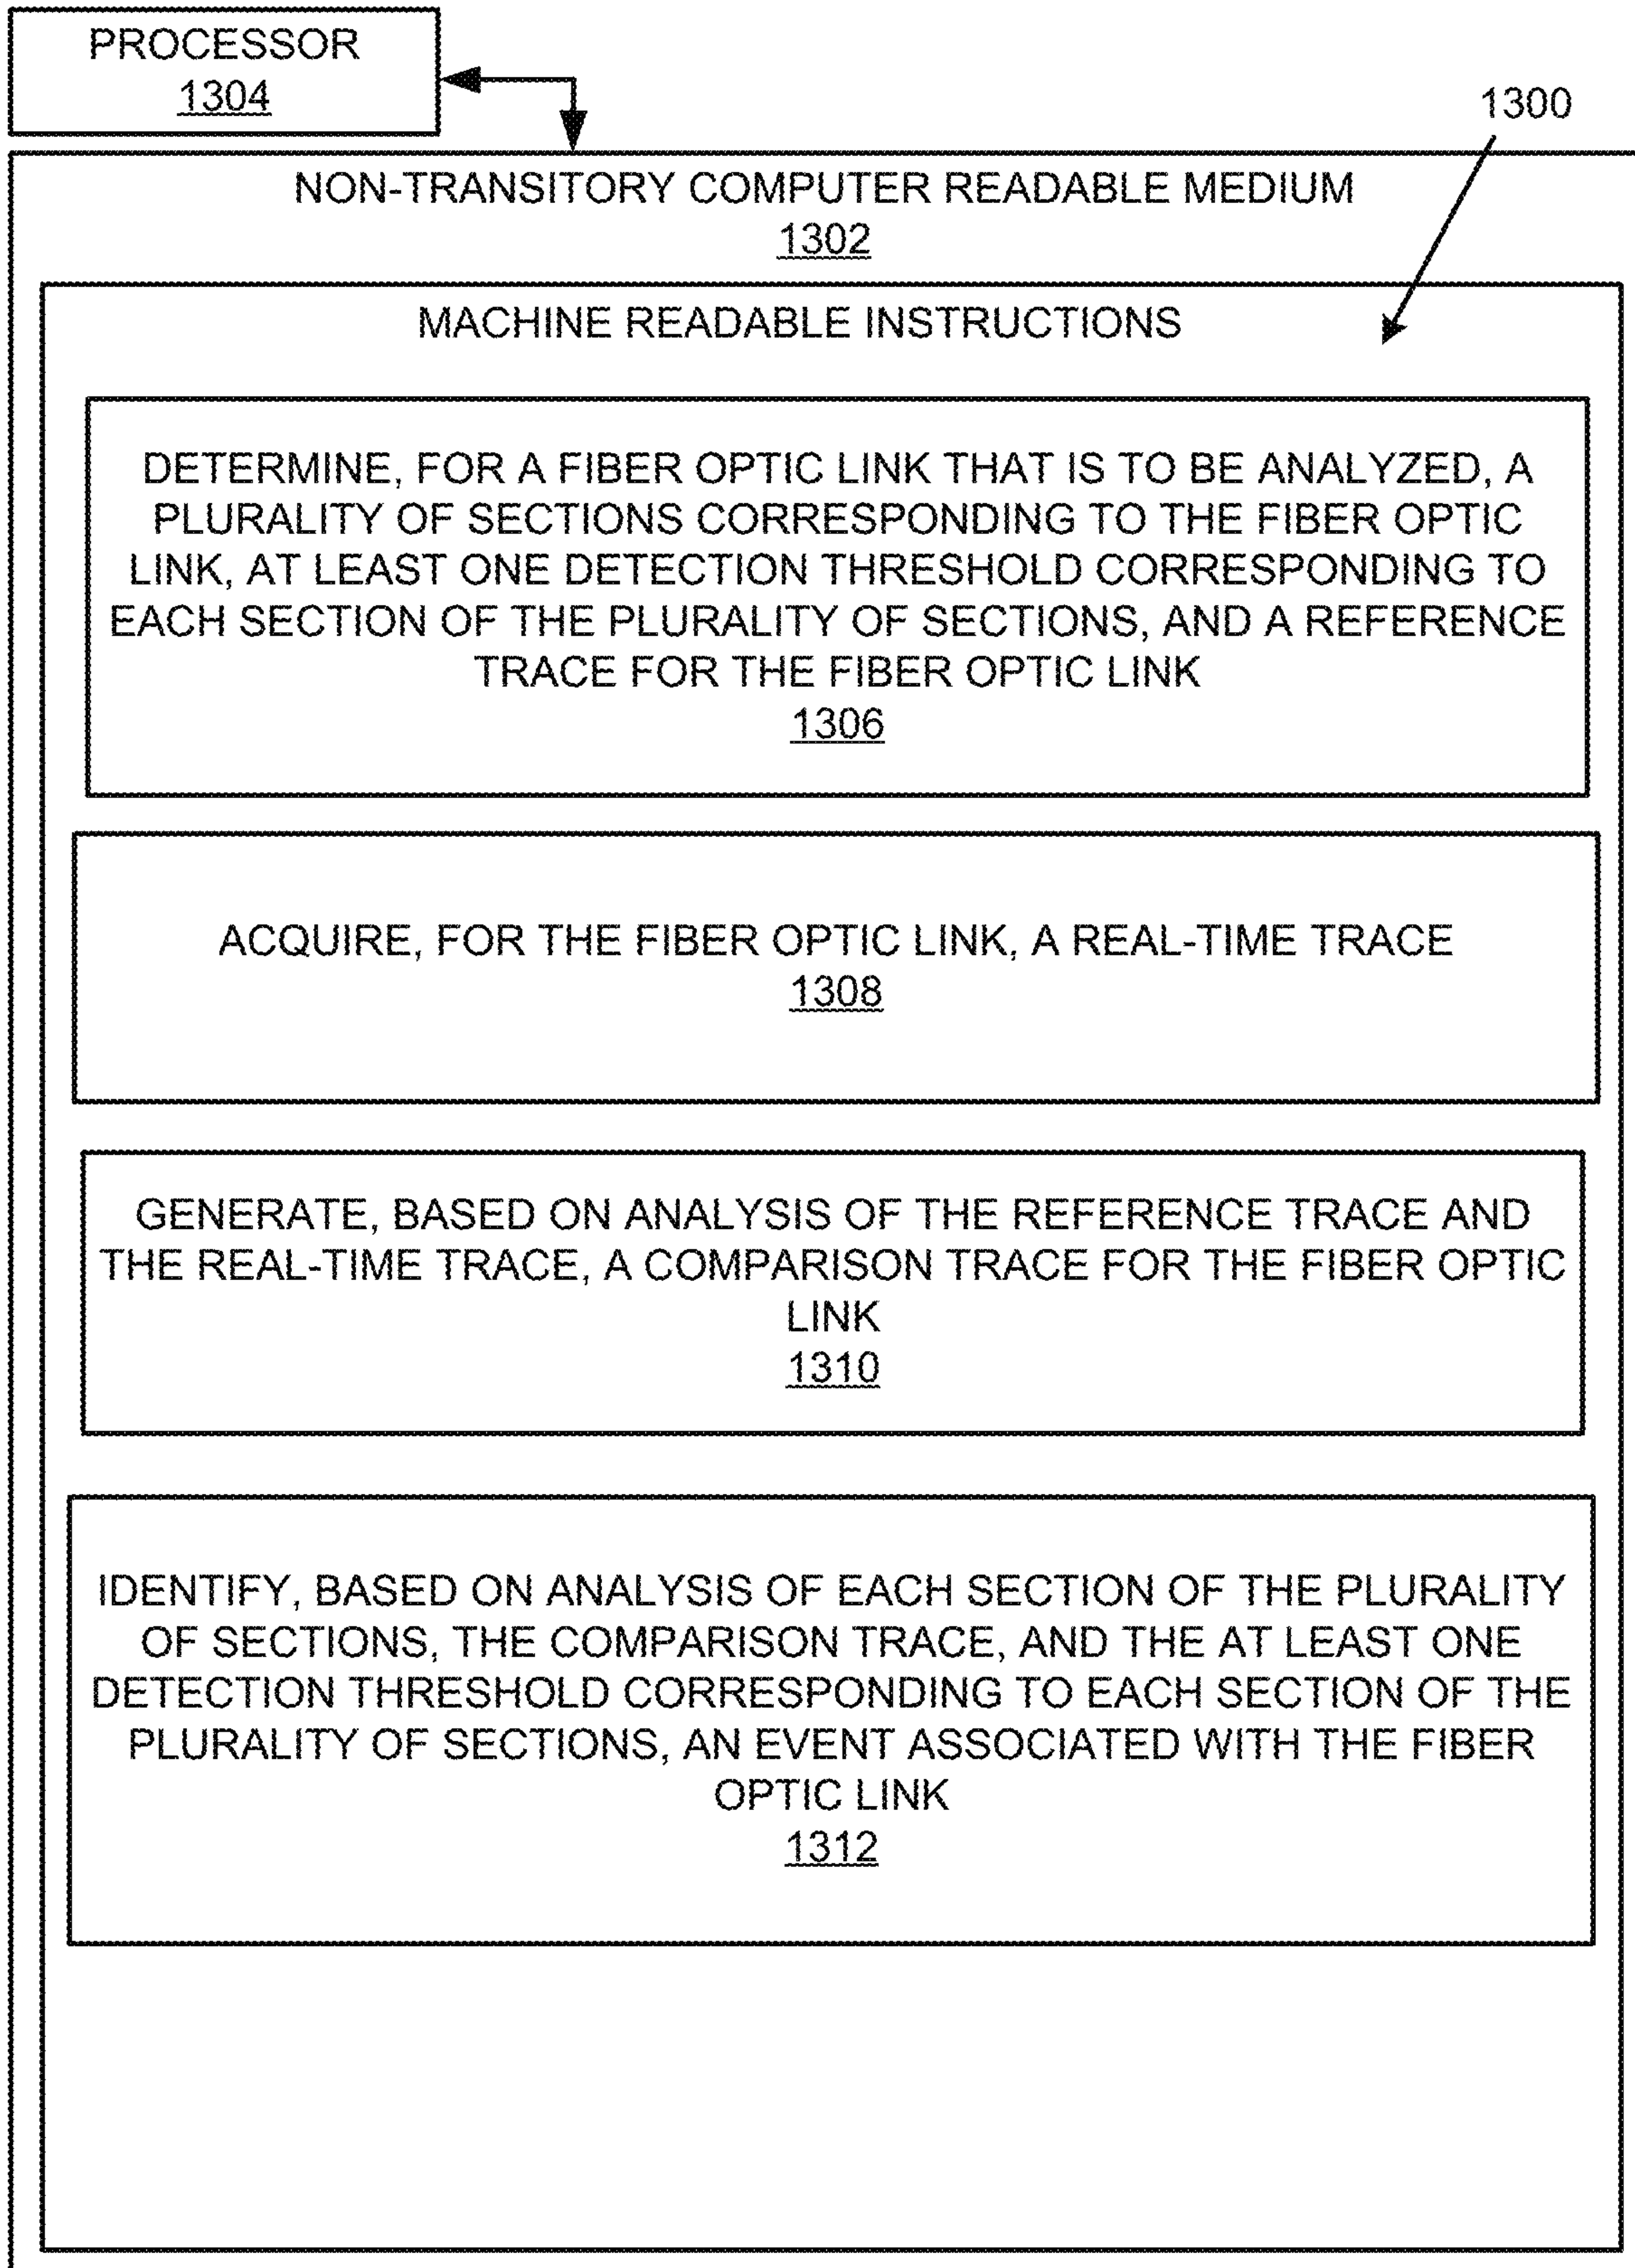 PROCESSOR
1304
1300
NON-TRANSITORY COMPUTER READABLE MEDIUM
1302
MACHINE READABLE INSTRUCTIONS
DETERMINE, FOR A FIBER OPTIC LINK THAT IS TO BE ANALYZED, A
PLURALITY OF SECTIONS CORRESPONDING TO THE FIBER OPTIC
LINK, AT LEAST ONE DETECTION THRESHOLD CORRESPONDING TO
EACH SECTION OF THE PLURALITY OF SECTIONS, AND A REFERENCE
TRACE FOR THE FIBER OPTIC LINK
1306
ACQUIRE, FOR THE FIBER OPTIC LINK, A REAL-TIME TRACE
1308
GENERATE, BASED ON ANALYSIS OF THE REFERENCE TRACE AND
THE REAL-TIME TRACE, A COMPARISON TRACE FOR THE FIBER OPTIC
LINK
1310
IDENTIFY, BASED ON ANALYSIS OF EACH SECTION OF THE PLURALITY
OF SECTIONS, THE COMPARISON TRACE, AND THE AT LEAST ONE
DETECTION THRESHOLD CORRESPONDING TO EACH SECTION OF THE
PLURALITY OF SECTIONS, AN EVENT ASSOCIATED WITH THE FIBER
OPTIC LINK
1312